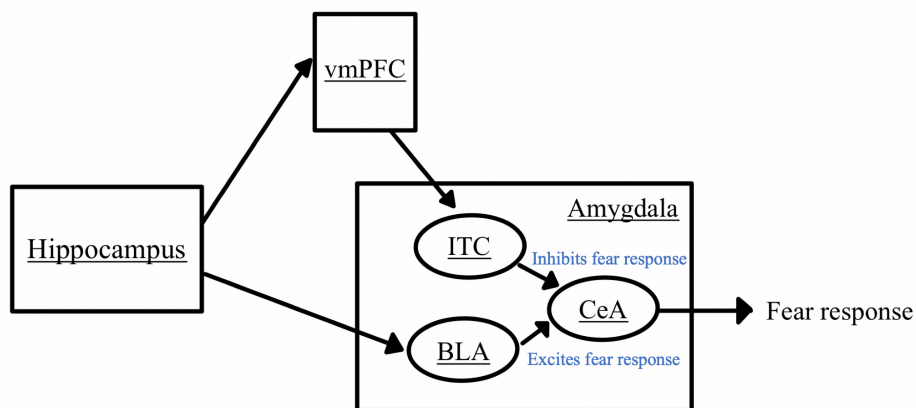 vmPFC
Amygdala
Hippocampus
ITC
Inhibits fear response
CeA
Fear response
BLA
Excites fear response